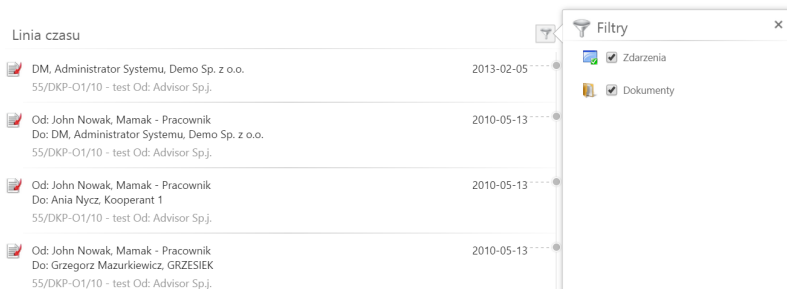 Linia czasu
DM, Administrator Systemu, Demo Sp. z o.o.
2013-02-05
55/DKP-O1/10 - test Od: Advisor Sp.j.
Od: John Nowak, Mamak - Pracownik
2010-05-13
Do: DM, Administrator Systemu, Demo Sp. z o.o.
55/DKP-O1/10 - test Od: Advisor Sp.j.
Od: John Nowak, Mamak - Pracownik
2010-05-13
Do: Ania Nycz, Kooperant 1
55/DKP-O1/10 - test Od: Advisor Sp.j.
Od: John Nowak, Mamak - Pracownik
2010-05-13
Do: Grzegorz Mazurkiewicz, GRZESIEK
55/DKP-O1/10 - test Od: Advisor Sp.j.
Filtry
Zdarzenia
Dokumenty